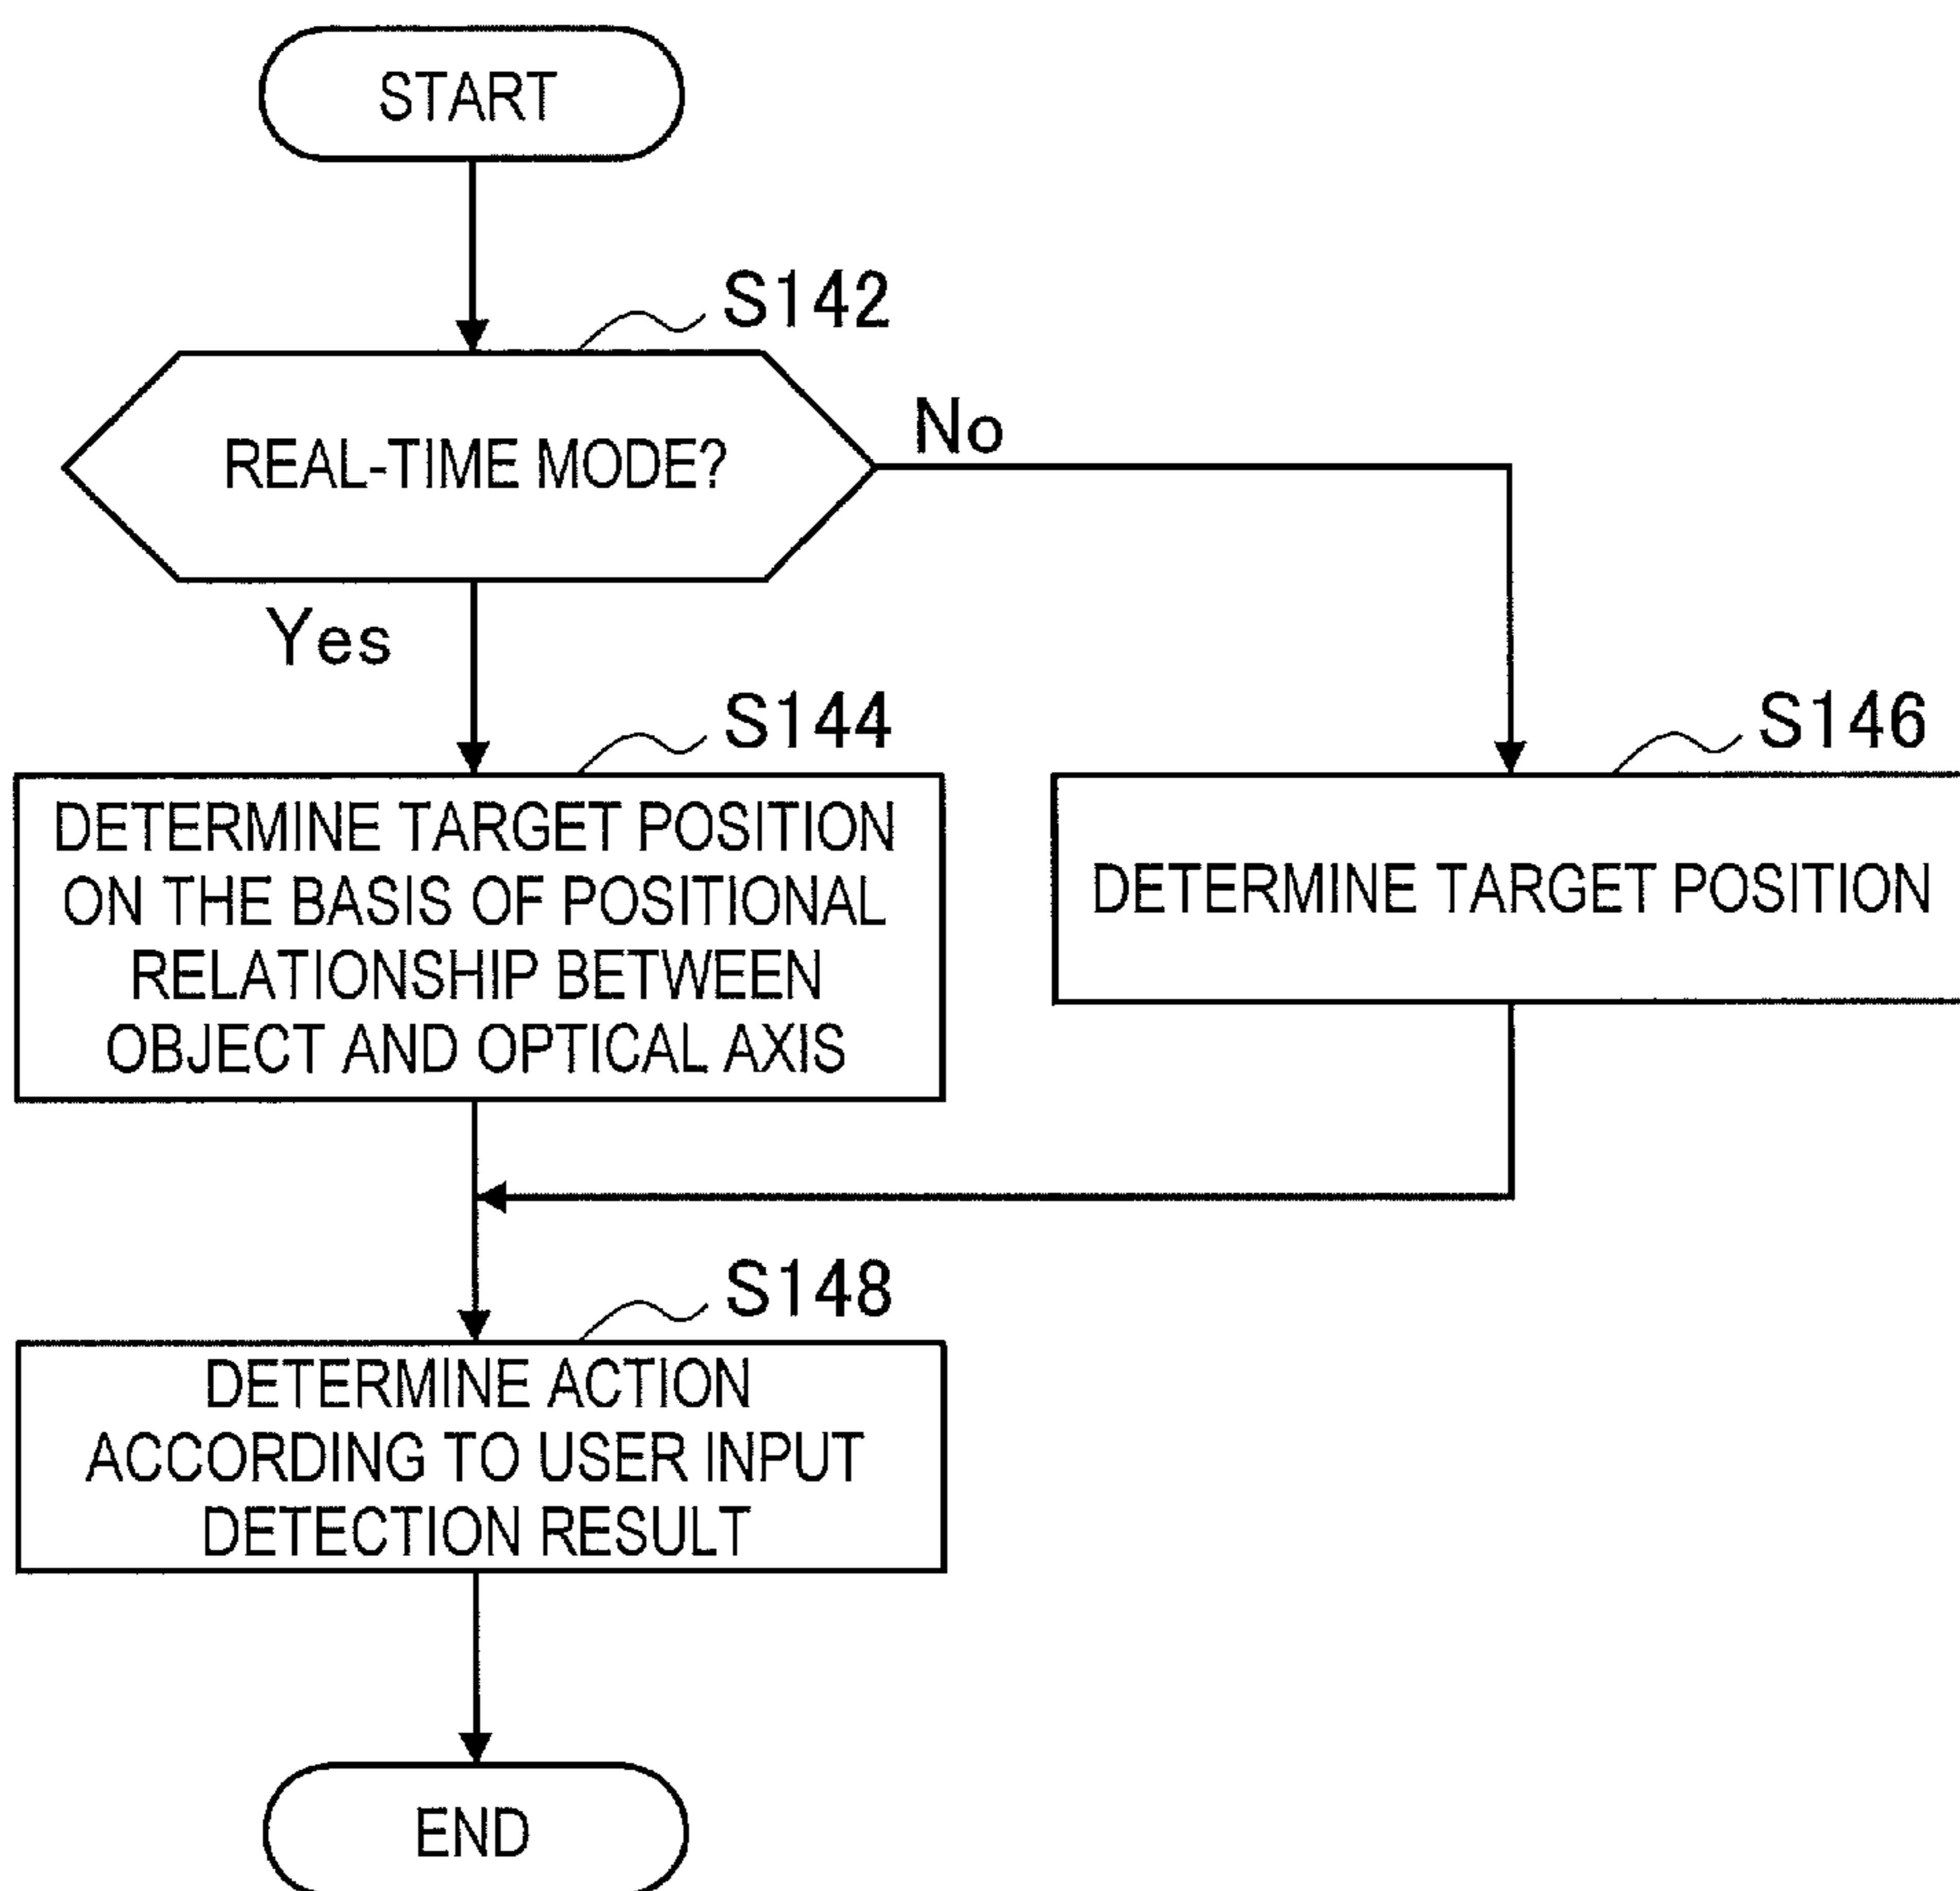 START
S142
REAL-TIME MODE?
No
Yes
S144
DETERMINE TARGET POSITION
ON THE BASIS OF POSITIONAL
RELATIONSHIP BETWEEN
OBJECT AND OPTICAL AXIS
S146
DETERMINE TARGET POSITION
S148
DETERMINE ACTION
ACCORDING TO USER INPUT
DETECTION RESULT
END